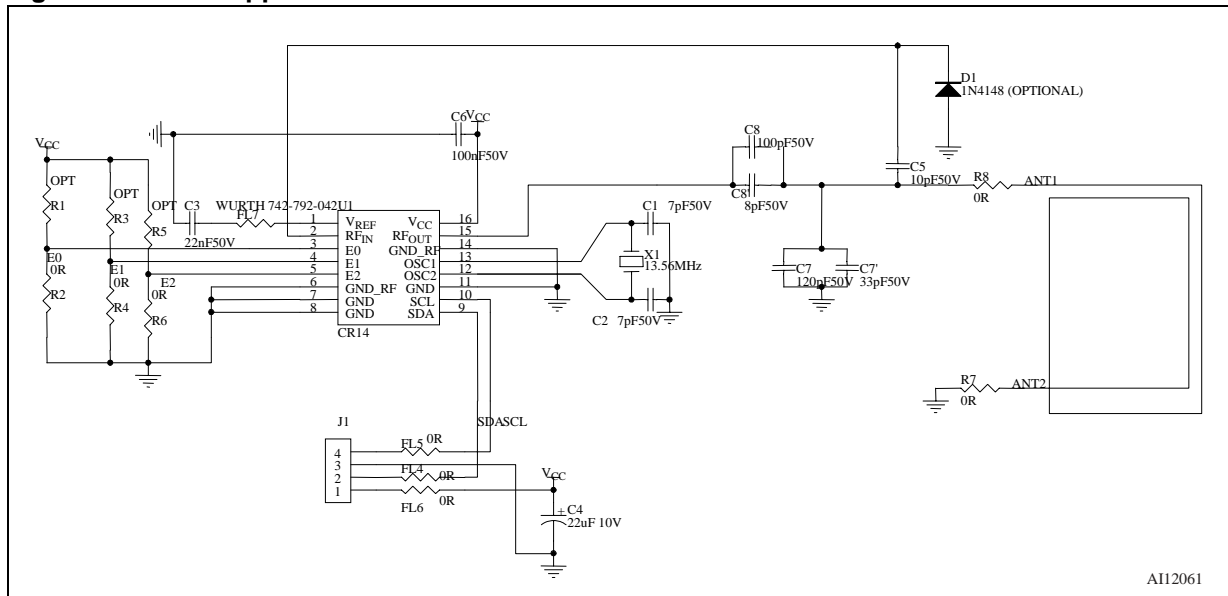 D1
1N4148 (OPTIONAL)
C6
VCC
100nF50V
VCC
C8
100pF50V
C8'
8pF50V
C5
10pF50V
R8
0R
ANT1
OPT
R1
OPT
R3
OPT
R5
C3
22nF50V
WURTH 742-792-042
FL7
U1
C1 7pF50V
1 VREF VCC 16
2 RFIN RFOUT 15
3 E0 GND_RF 14
4 E1 OSC1 13
5 E2 OSC2 12
6 GND_RF GND 11
7 GND SCL 10
8 GND SDA 9
CR14
X1
13.56MHz
C2 7pF50V
C7
120pF50V
C7'
33pF50V
E0
0R
R2
E1
0R
R4
E2
0R
R6
R7
0R
ANT2
J1
SDA
SCL
4
3
2
1
FL5 0R
FL4 0R
FL6 0R
VCC
+
C4
22uF 10V
AI12061